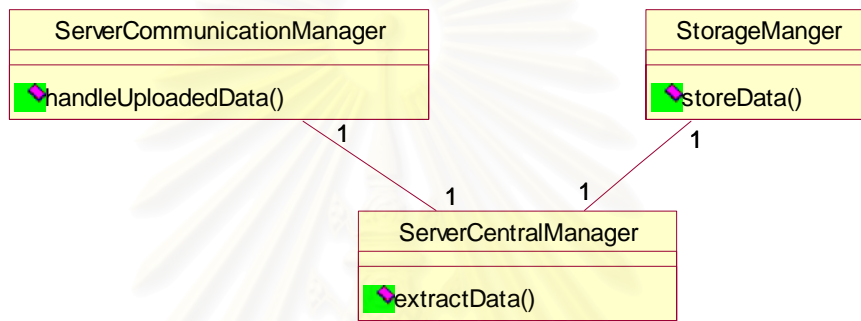 ServerCommunicationManager
handleUploadedData()
StorageManger
storeData()
1
1
1
1
ServerCentralManager
extractData()